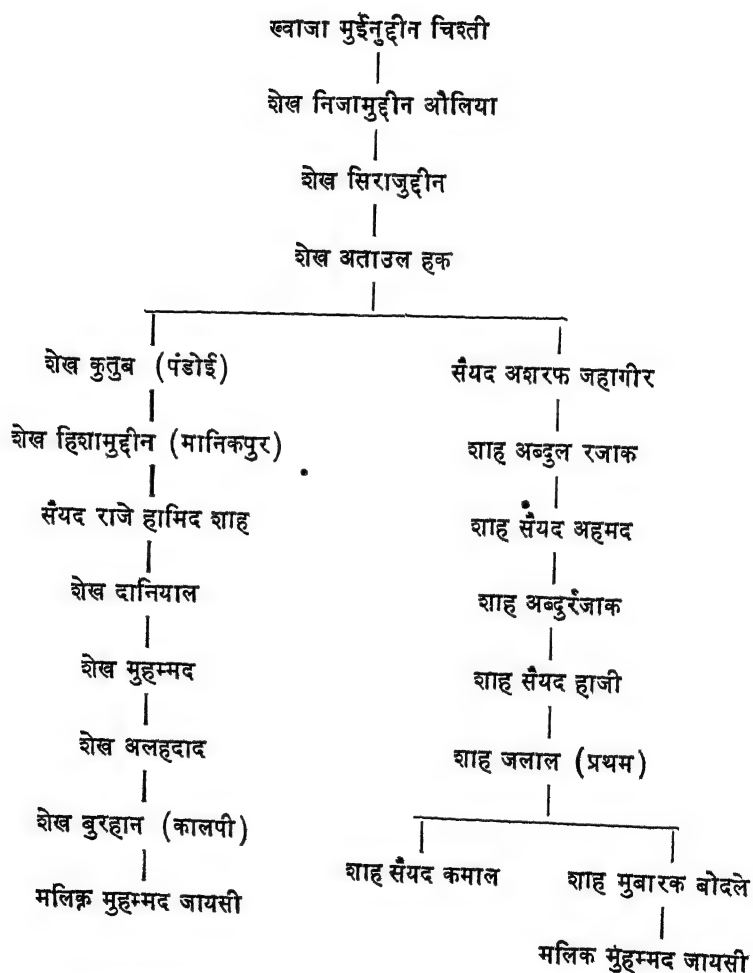 ख्वाजा मुईनुद्दीन चिश्ती
शेख निजामुद्दीन औलिया
शेख सिराजुद्दीन
शेख अताउल हक
शेख कुतुब (पंडोई)
सैयद अशरफ जहागीर
शेख हिशामुद्दीन (मानिकपुर)
शाह अब्दुल रजाक
सैयद राजे हामिद शाह
शाह सैयद अहमद
शेख दानियाल
शाह अब्दुर्रजाक
शेख मुहम्मद
शाह सैयद हाजी
शेख अलहदाद
शाह जलाल (प्रथम)
शेख बुरहान (कालपी)
शाह सैयद कमाल
शाह मुबारक बोदले
मलिक मुहम्मद जायसी
मलिक मुहम्मद जायसी